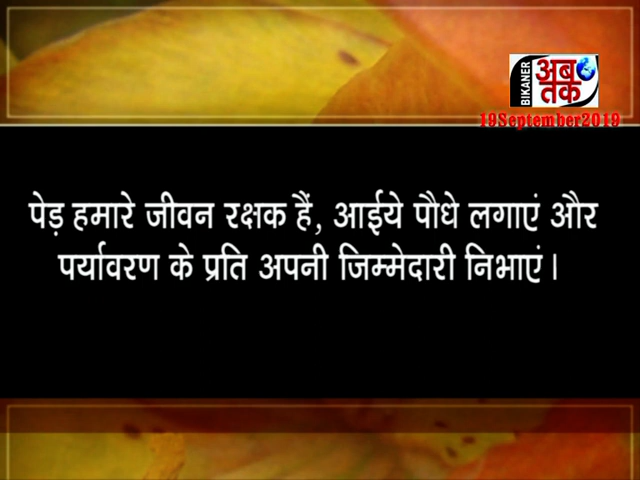 BIKANER
अब
तक
19September2019
पेड़ हमारे जीवन रक्षक हैं, आईये पौधे लगाएं और
पर्यावरण के प्रति अपनी जिम्मेदारी निभाएं।